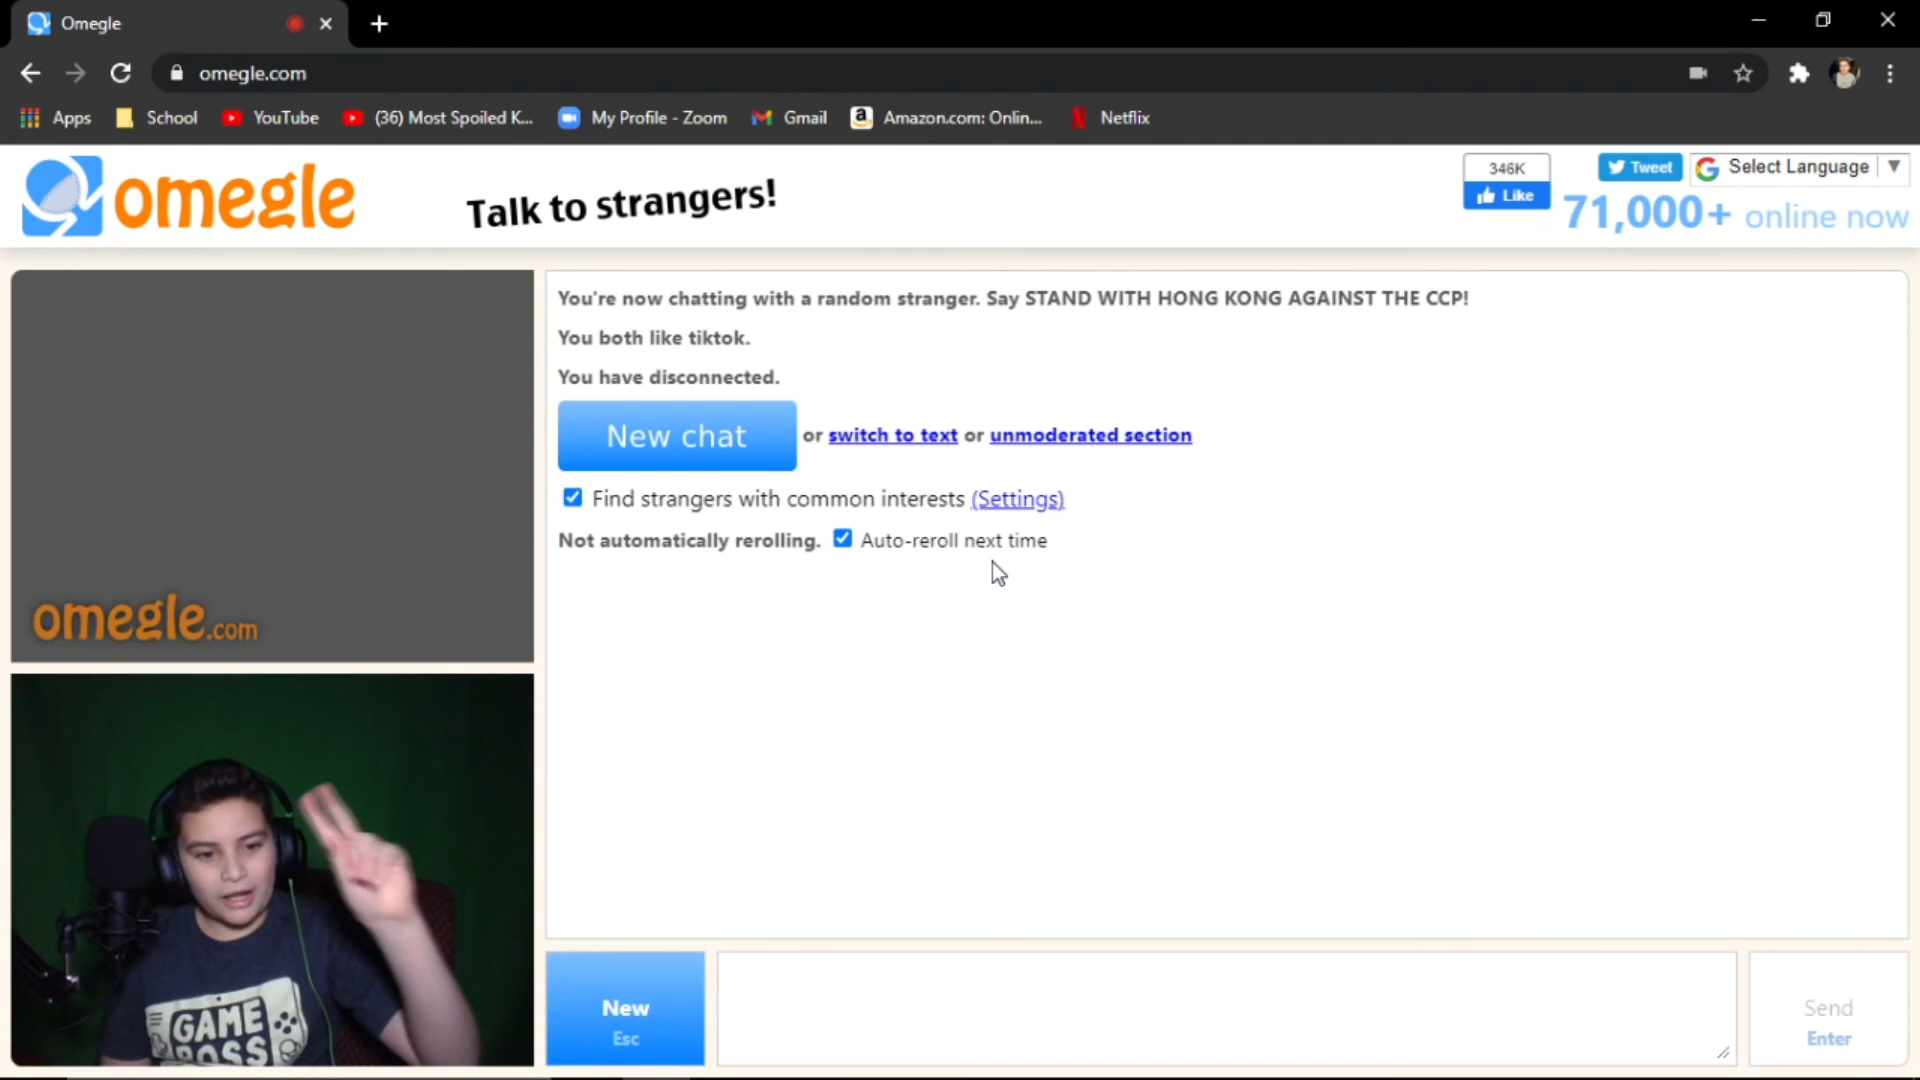 Omegle
omegle.com
Apps
School
YouTube
(36) Most Spoiled K...
My Profile - Zoom
Gmail
Amazon.com: Onlin...
Netflix
omegle
Talk to strangers!
346K
Like
Tweet
Select Language
71,000+ online now
You're now chatting with a random stranger. Say STAND WITH HONG KONG AGAINST THE CCP!
You both like tiktok.
You have disconnected.
New chat or switch to text or unmoderated section
Find strangers with common interests (Settings)
Not automatically rerolling. Auto-reroll next time
omegle.com
GAME
BOSS
New
Esc
Send
Enter